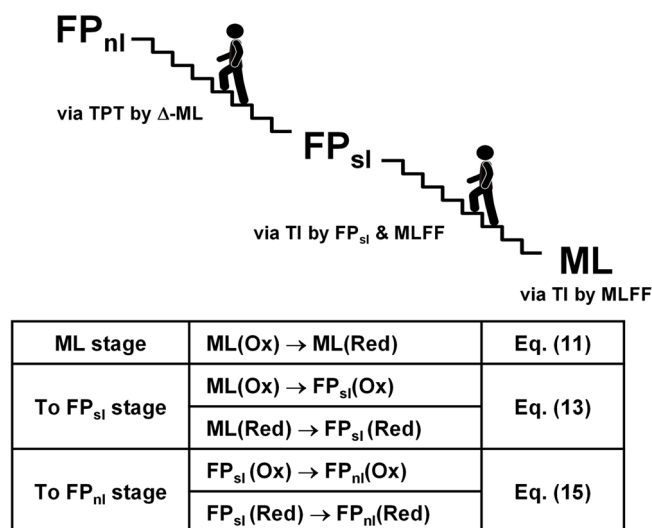 FPnl
via TPT by Δ-ML
FPsl
via TI by FPsl & MLFF
ML
via TI by MLFF
ML stage ML(Ox) → ML(Red) Eq. (11)
To FPsl stage ML(Ox) → FPsl(Ox) Eq. (13)
ML(Red) → FPsl (Red)
To FPnl stage FPsl (Ox) → FPnl(Ox) Eq. (15)
FPsl (Red) → FPnl(Red)